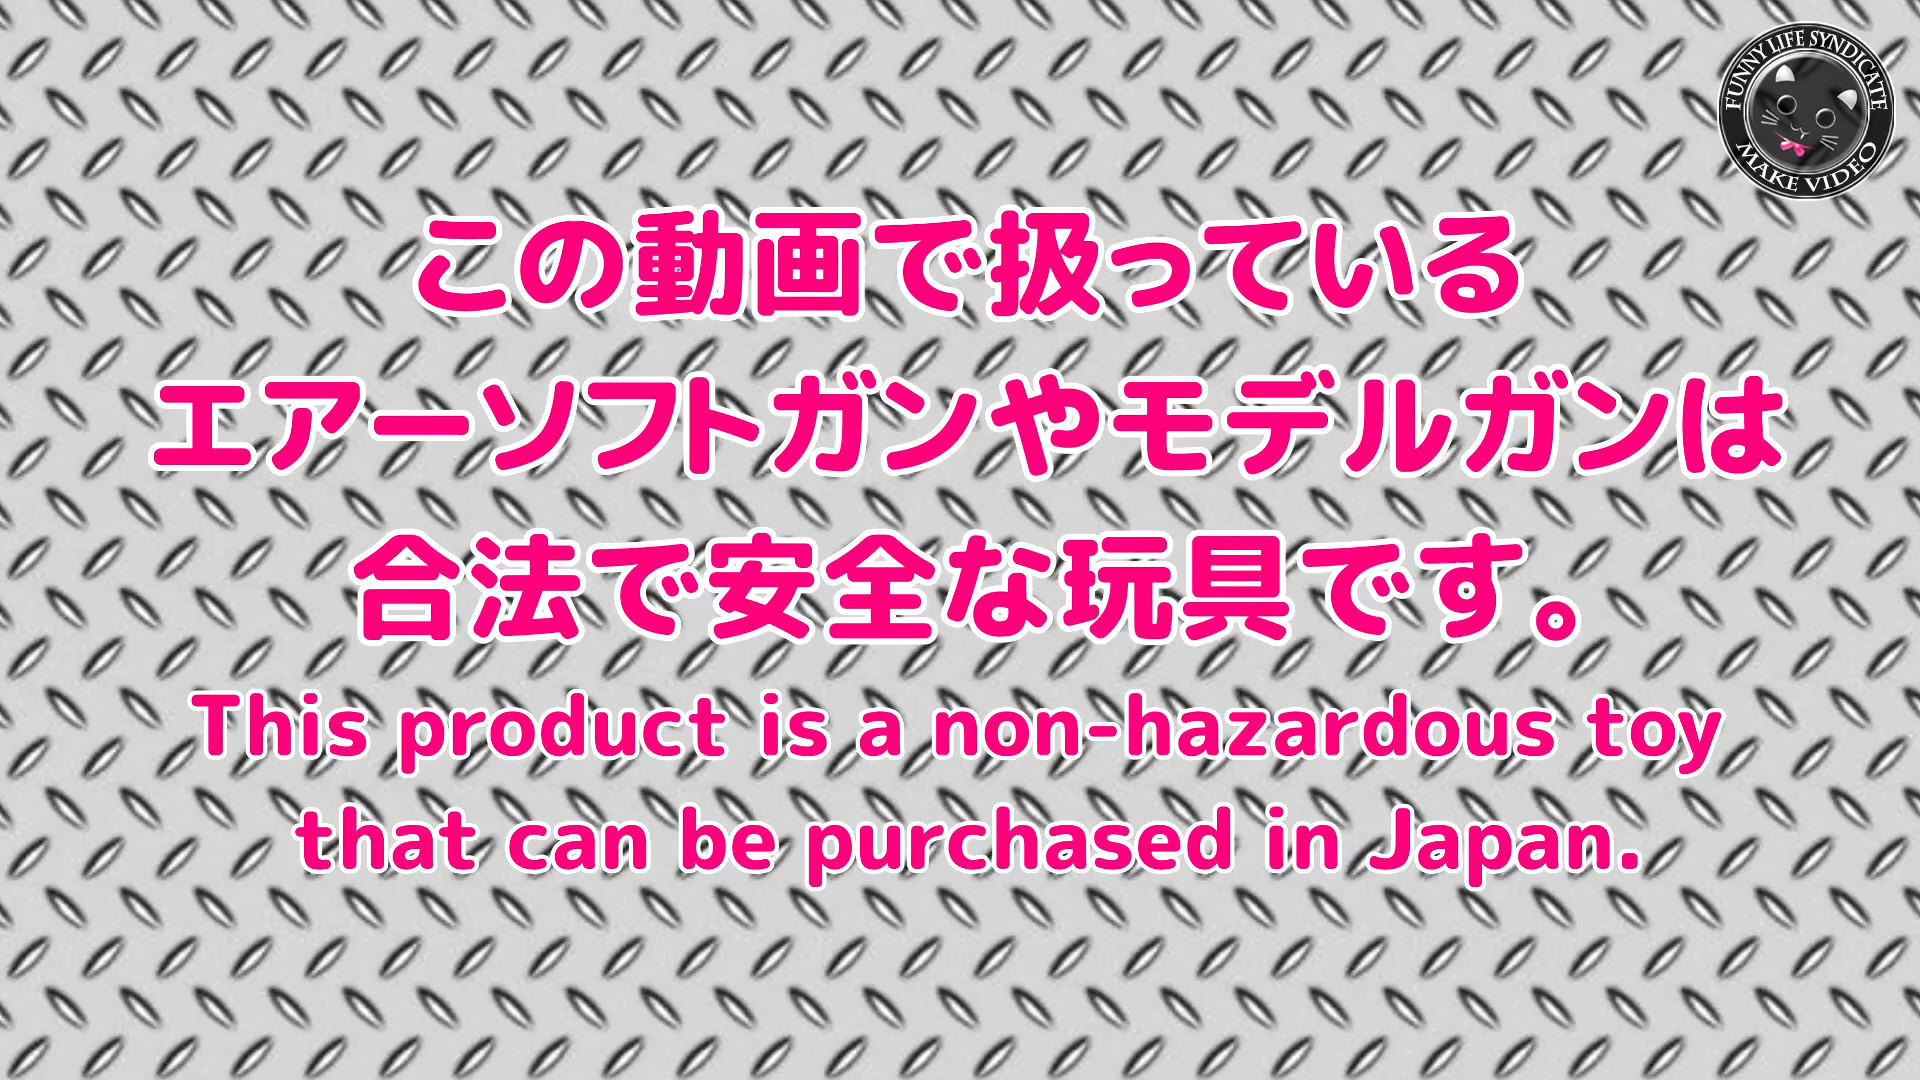 FUNNY LIFE SYNDICATE
MAKE VIDEO
この動画で扱っている
エアーソフトガンやモデルガンは
合法で安全な玩具です。
This product is a non-hazardous toy
that can be purchased in Japan.